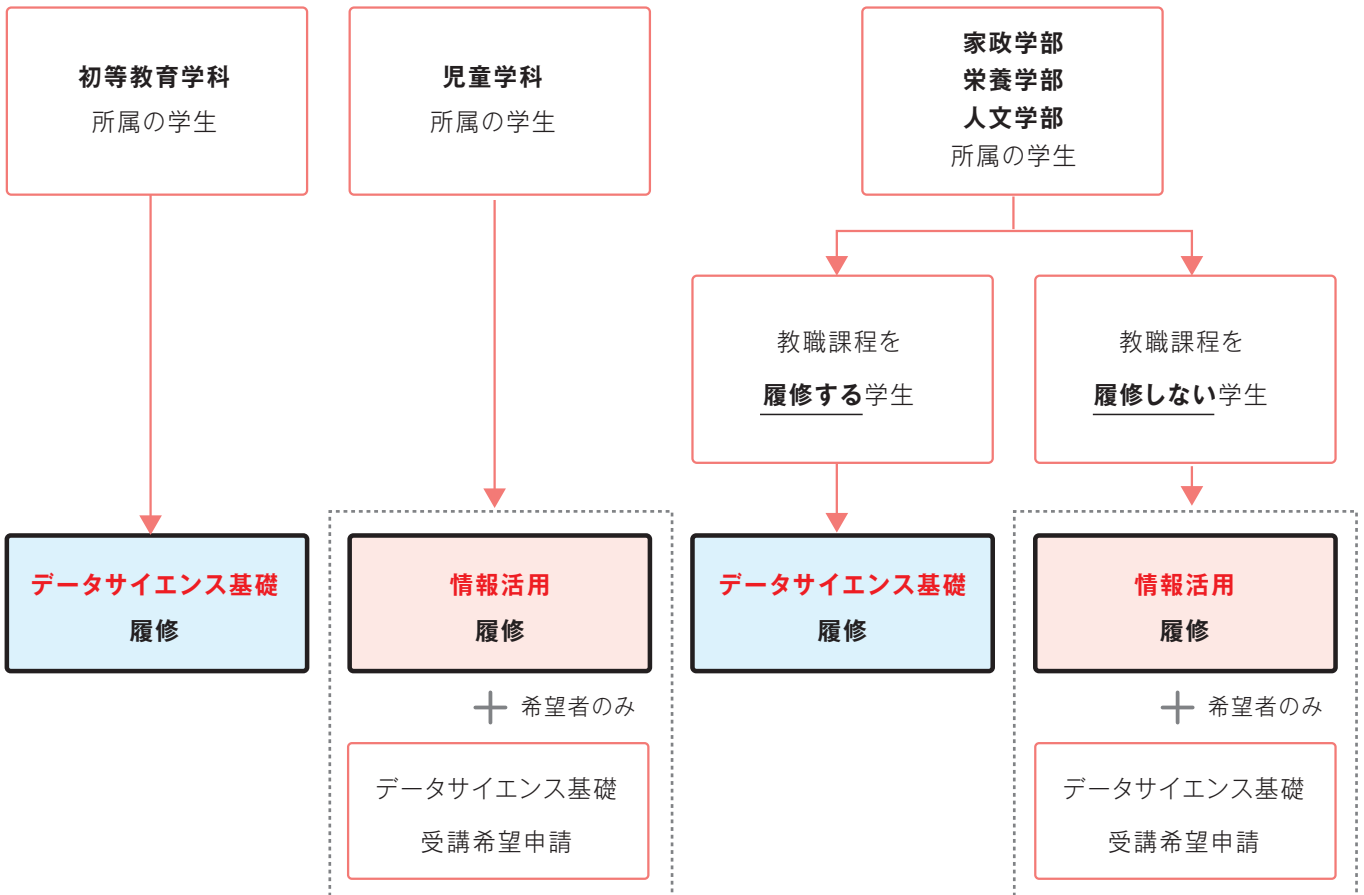 初等教育学科
所属の学生
児童学科
所属の学生
家政学部
栄養学部
人文学部
所属の学生
教職課程を
履修する学生
教職課程を
履修しない学生
データサイエンス基礎
履修
情報活用
履修
データサイエンス基礎
履修
情報活用
履修
希望者のみ
希望者のみ
データサイエンス基礎
受講希望申請
データサイエンス基礎
受講希望申請